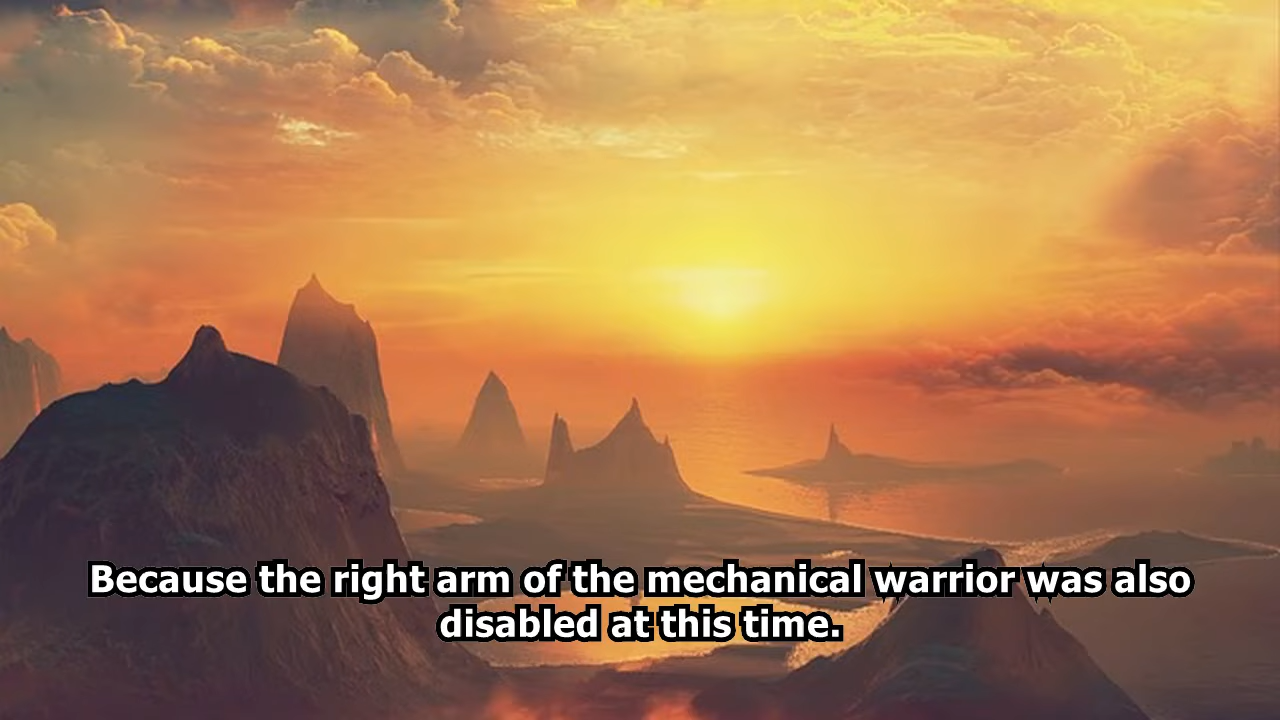 Because the right arm of the mechanical warrior was also
disabled at this time.